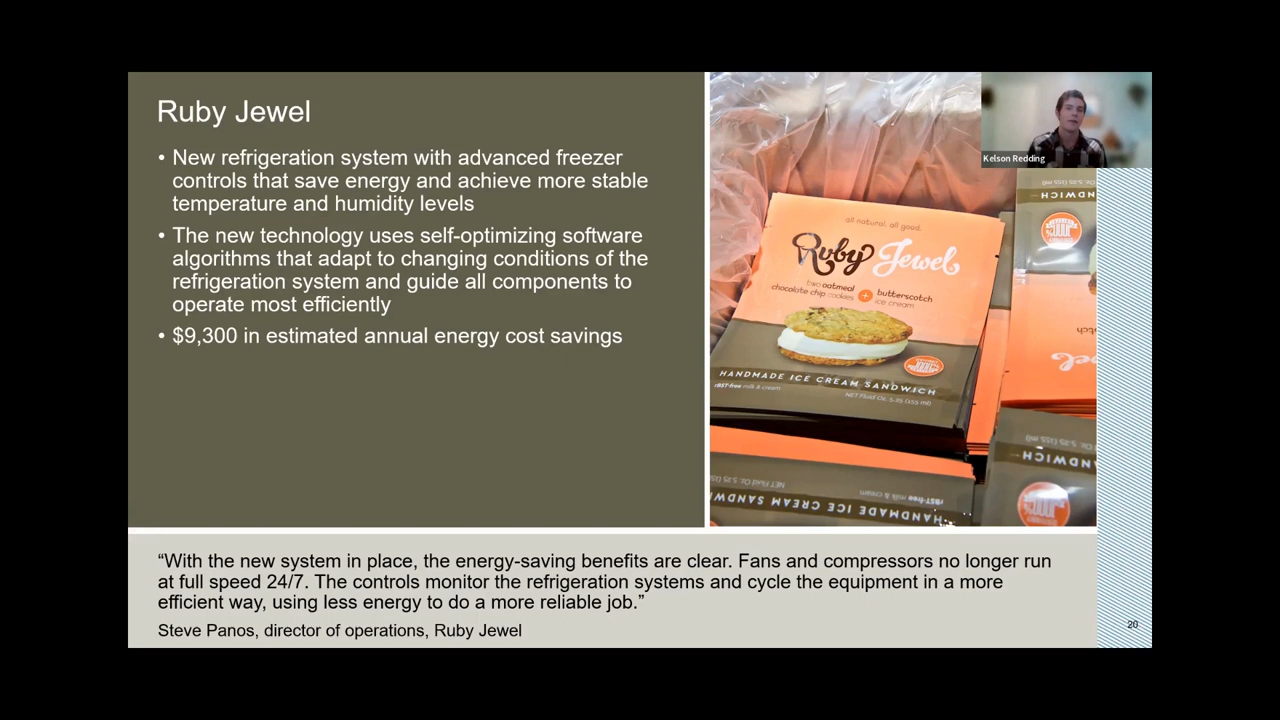 Ruby Jewel
• New refrigeration system with advanced freezer
controls that save energy and achieve more stable
temperature and humidity levels
• The new technology uses self-optimizing software
algorithms that adapt to changing conditions of the
refrigeration system and guide all components to
operate most efficiently
• $9,300 in estimated annual energy cost savings
Kelson Redding
all natural. all good.
Ruby Jewel
two oatmeal
chocolate chip cookies + butterscotch
ice cream
HANDMADE ICE CREAM SANDWICH
rBST-free milk & cream
NET Fluid Oz. 5.25 (155 ml)
HANDMADE ICE CREAM SANDWI
rBST-free milk & cream
NDWICH
NDWICH
“With the new system in place, the energy-saving benefits are clear. Fans and compressors no longer run
at full speed 24/7. The controls monitor the refrigeration systems and cycle the equipment in a more
efficient way, using less energy to do a more reliable job.”
Steve Panos, director of operations, Ruby Jewel
20